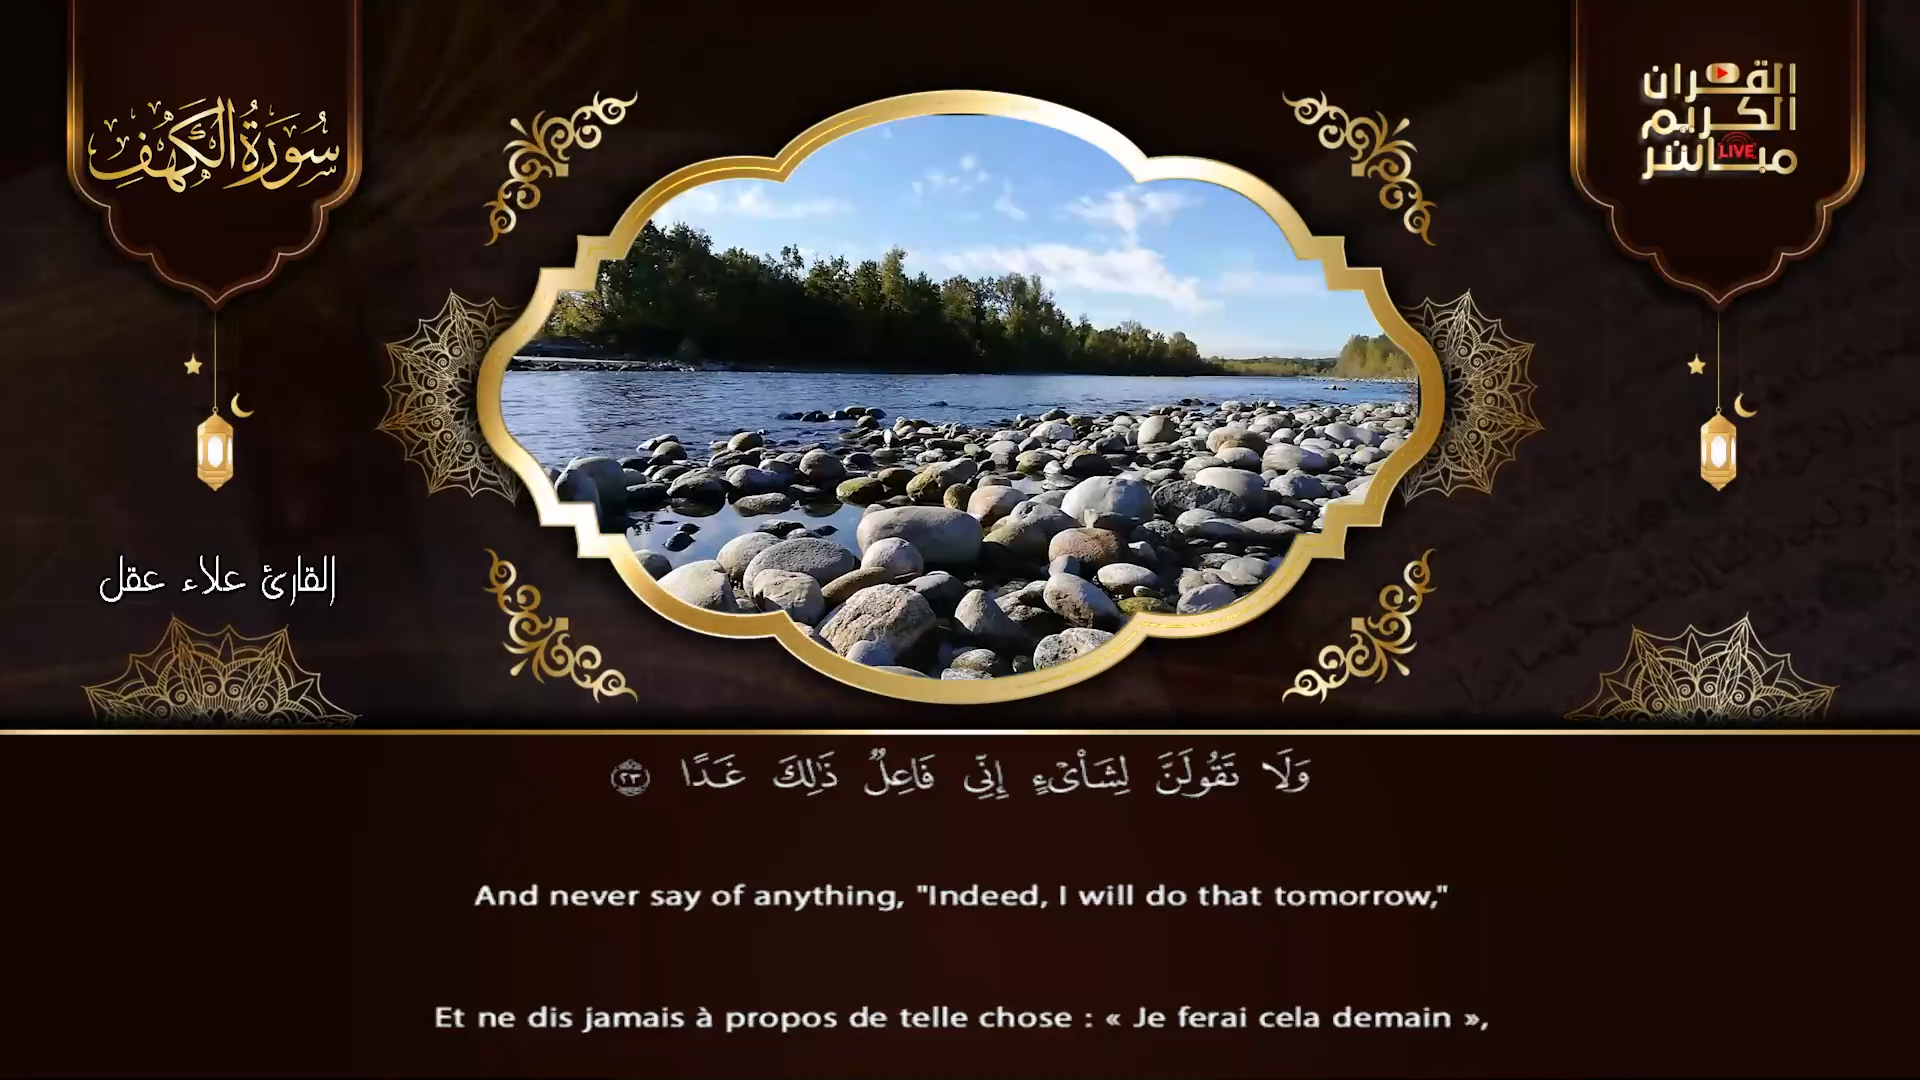 سُورَةُ الكَهْفِ
القرآن
الكريم
مباشر
LIVE
القارئ علاء عقل
وَلَا تَقُولَنَّ لِشَاْىْءٍ إِنِّي فَاعِلٌ ذَٰلِكَ غَدًا ٢٣
And never say of anything, "Indeed, I will do that tomorrow,"
Et ne dis jamais à propos de telle chose : « Je ferai cela demain »,